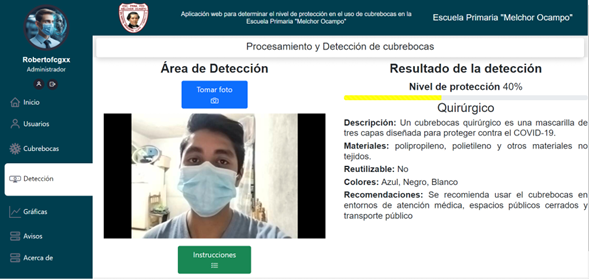 Aplicación web para determinar el nivel de protección en el uso de cubrebocas en la
Escuela Primaria "Melchor Ocampo"
Escuela Primaria "Melchor Ocampo"
Robertofcgxx
Administrador
Inicio
Usuarios
Cubrebocas
Detección
Gráficas
Avisos
Acerca de
Procesamiento y Detección de cubrebocas
Área de Detección
Tomar foto
Instrucciones
Resultado de la detección
Nivel de protección 40%
Quirúrgico
Descripción: Un cubrebocas quirúrgico es una mascarilla de
tres capas diseñada para proteger contra el COVID-19.
Materiales: polipropileno, polietileno y otros materiales no
tejidos.
Reutilizable: No
Colores: Azul, Negro, Blanco
Recomendaciones: Se recomienda usar el cubrebocas en
entornos de atención médica, espacios públicos cerrados y
transporte público